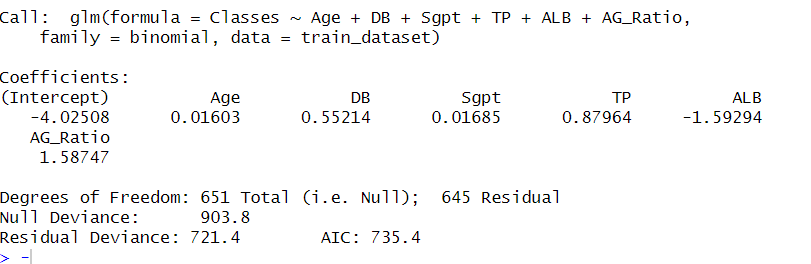 Call:  glm(formula = Classes ~ Age + DB + Sgpt + TP + ALB + AG_Ratio,
    family = binomial, data = train_dataset)

Coefficients:
(Intercept)          Age           DB         Sgpt           TP          ALB
   -4.02508      0.01603      0.55214      0.01685      0.87964     -1.59294
   AG_Ratio
    1.58747

Degrees of Freedom: 651 Total (i.e. Null);  645 Residual
Null Deviance:      903.8
Residual Deviance: 721.4        AIC: 735.4
> -